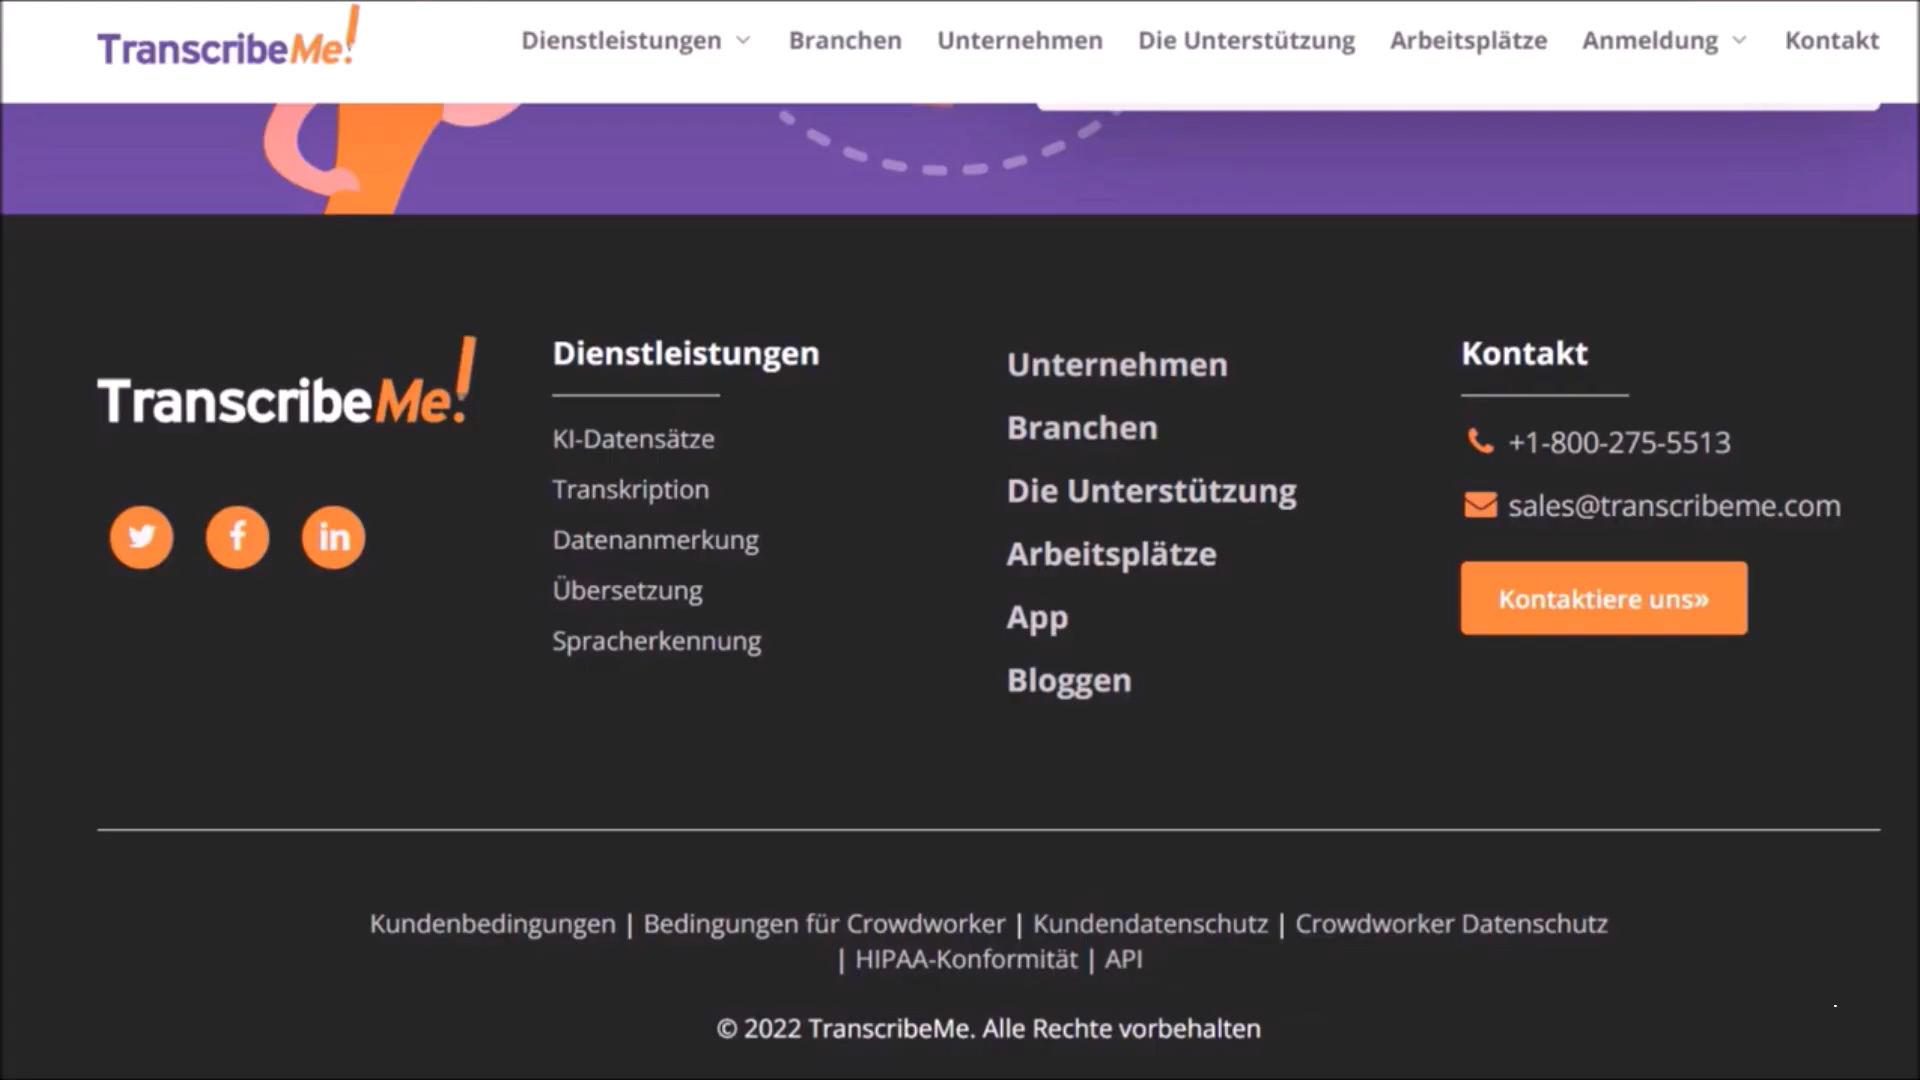 TranscribeMe!
Dienstleistungen
Branchen
Unternehmen
Die Unterstützung
Arbeitsplätze
Anmeldung
Kontakt
TranscribeMe!
Dienstleistungen
KI-Datensätze
Transkription
Datenanmerkung
Übersetzung
Spracherkennung
Unternehmen
Branchen
Die Unterstützung
Arbeitsplätze
App
Bloggen
Kontakt
+1-800-275-5513
sales@transcribeme.com
Kontaktiere uns»
Kundenbedingungen | Bedingungen für Crowdworker | Kundendatenschutz | Crowdworker Datenschutz
| HIPAA-Konformität | API
© 2022 TranscribeMe. Alle Rechte vorbehalten